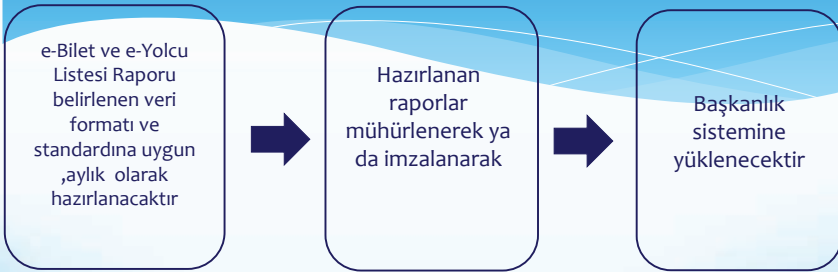 e-Bilet ve e-Yolcu
Listesi Raporu
belirlenen veri
formatı ve
standardına uygun
,aylık olarak
hazırlanacaktır
Hazırlanan
raporlar
mühürlenerek ya
da imzalanarak
Başkanlık
sistemine
yüklenecektir